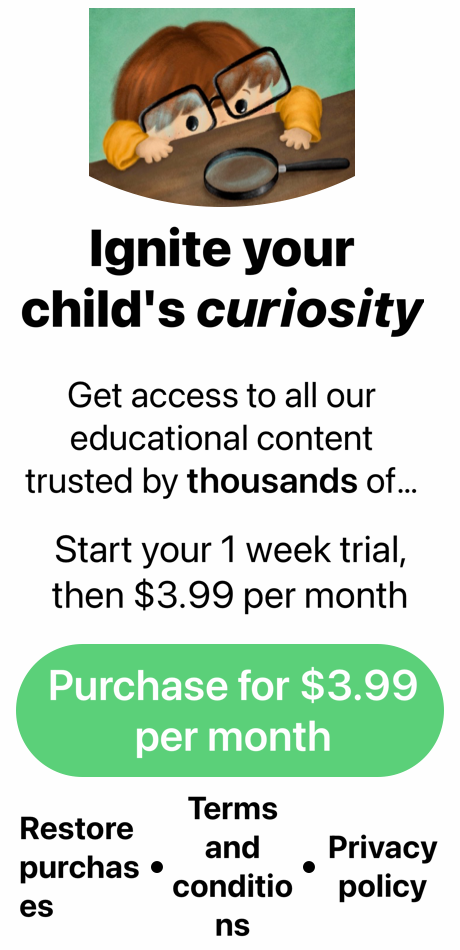 Ignite your
child's curiosity
Get access to all our
educational content
trusted by thousands of...
Start your 1 week trial,
then $3.99 per month
Purchase for $3.99
per month
Restore
purchas
es
•
Terms
and
conditio
ns
•
Privacy
policy